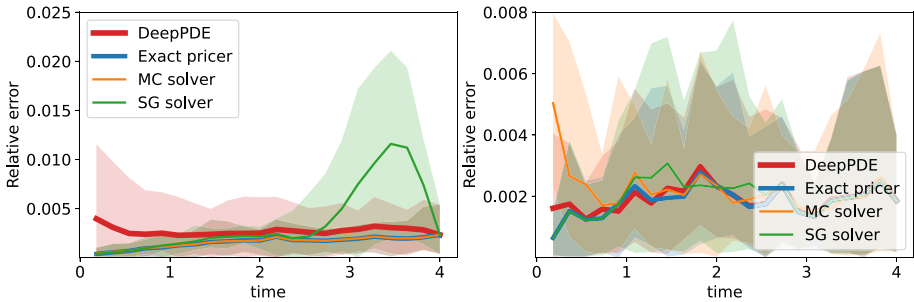 0.025
0.020
0.015
0.010
0.005
Relative error
0
1
2
3
4
time
DeepPDE
Exact pricer
MC solver
SG solver
0.008
0.006
0.004
0.002
0.000
Relative error
0
1
2
3
4
time
DeepPDE
Exact pricer
MC solver
SG solver